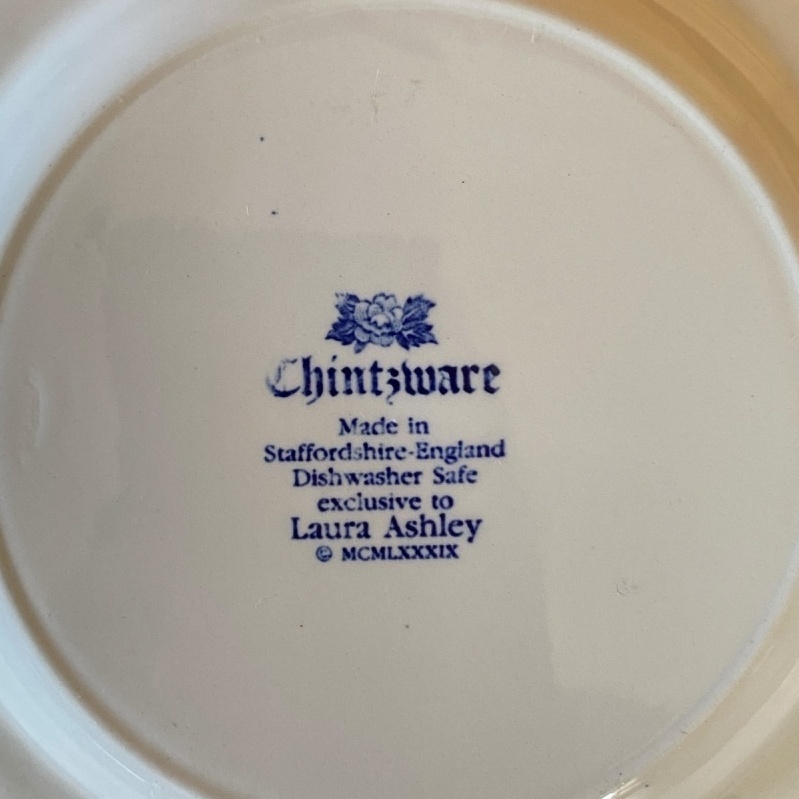 Chintzware
Made in
Staffordshire-England
Dishwasher Safe
exclusive to
Laura Ashley
© MCMLXXXIX